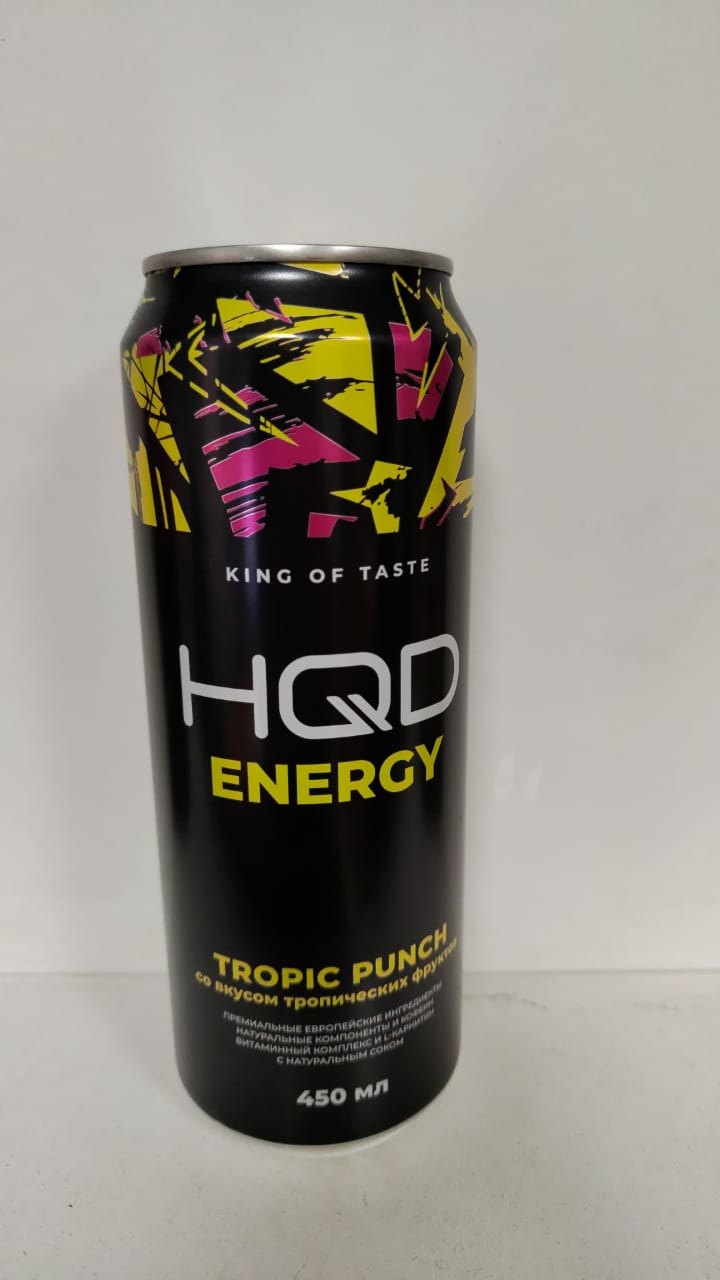 KING OF TASTE
HQD
ENERGY
TROPIC PUNCH
со вкусом тропических фруктов
ПРЕМИАЛЬНЫЕ ЕВРОПЕЙСКИЕ ИНГРЕДИЕНТЫ
НАТУРАЛЬНЫЕ КОМПОНЕНТЫ И КОФЕИН
ВИТАМИННЫЙ КОМПЛЕКС И L-КАРНИТИН
С НАТУРАЛЬНЫМ СОКОМ
450 МЛ